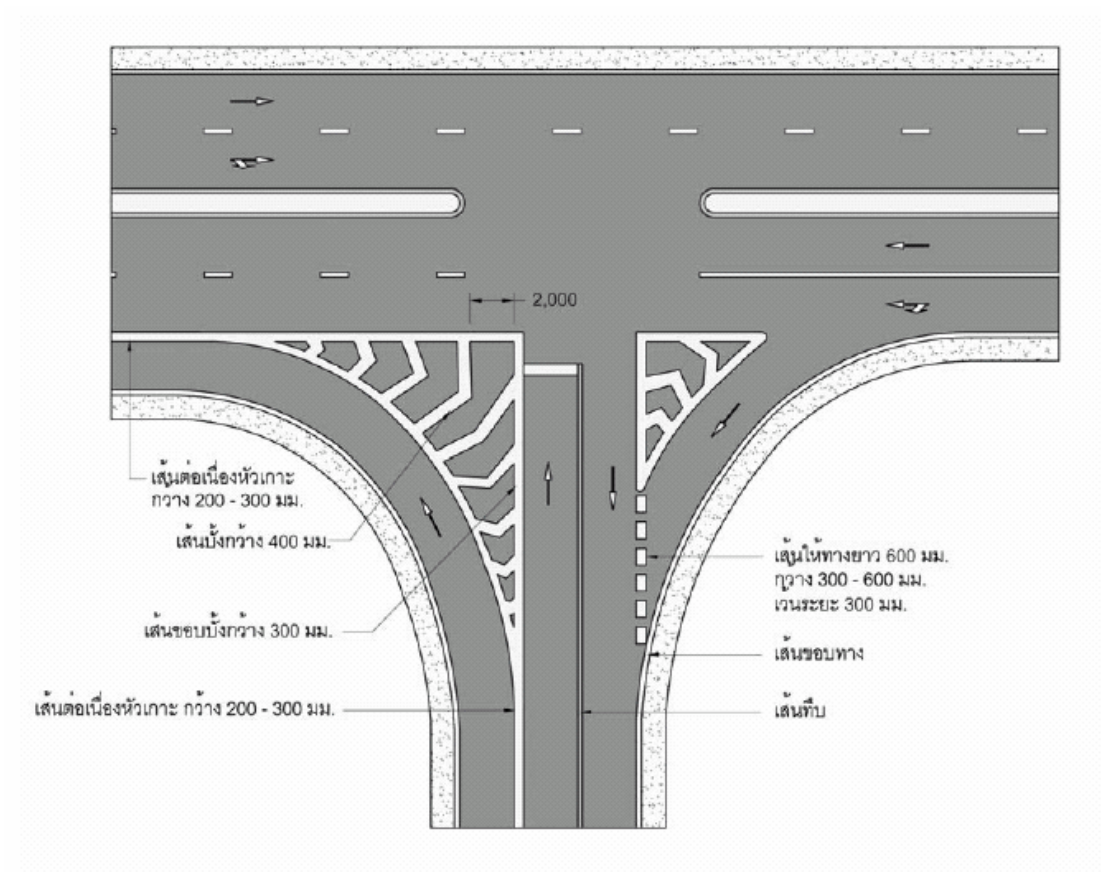 2,000
เส้นต่อเนื่องหัวเกาะ
กว้าง 200 - 300 มม.
เส้นบั้งกว้าง 400 มม.
เส้นขอบบั้งกว้าง 300 มม.
เส้นต่อเนื่องหัวเกาะ กว้าง 200 - 300 มม.
เส้นให้ทางยาว 600 มม.
กว้าง 300 - 600 มม.
เว้นระยะ 300 มม.
เส้นขอบทาง
เส้นทึบ